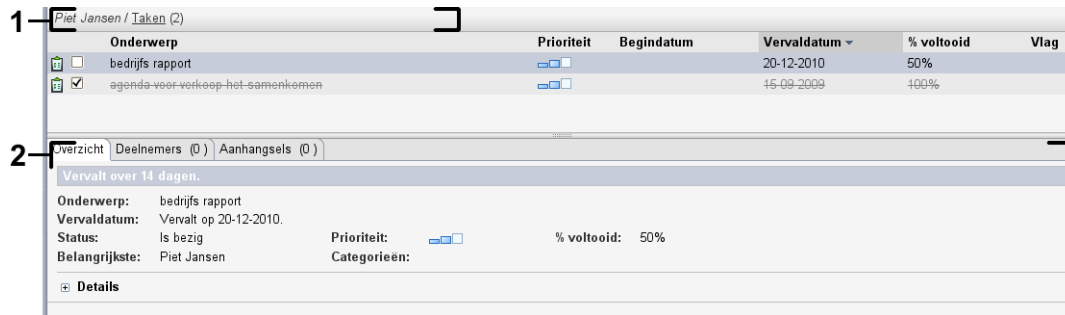 1
Piet Jansen / Taken (2)
Onderwerp Prioriteit Begindatum Vervaldatum % voltooid Vlag
bedrijfs rapport 20-12-2010 50%
agenda voor verkoop het samenkomen 15-09-2009 100%
2
Overzicht Deelnemers (0 ) Aanhangsels (0 )
Vervalt over 14 dagen.
Onderwerp: bedrijfs rapport
Vervaldatum: Vervalt op 20-12-2010.
Status: Is bezig Prioriteit: % voltooid: 50%
Belangrijkste: Piet Jansen Categorieën:
Details